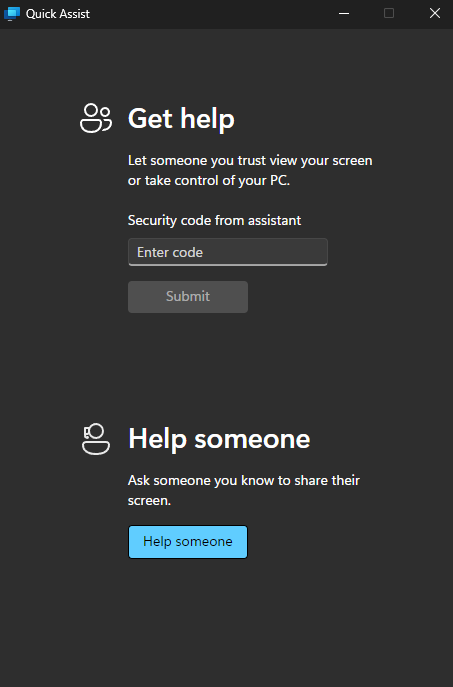 Quick Assist
Get help
Let someone you trust view your screen
or take control of your PC.
Security code from assistant
Enter code
Submit
Help someone
Ask someone you know to share their
screen.
Help someone